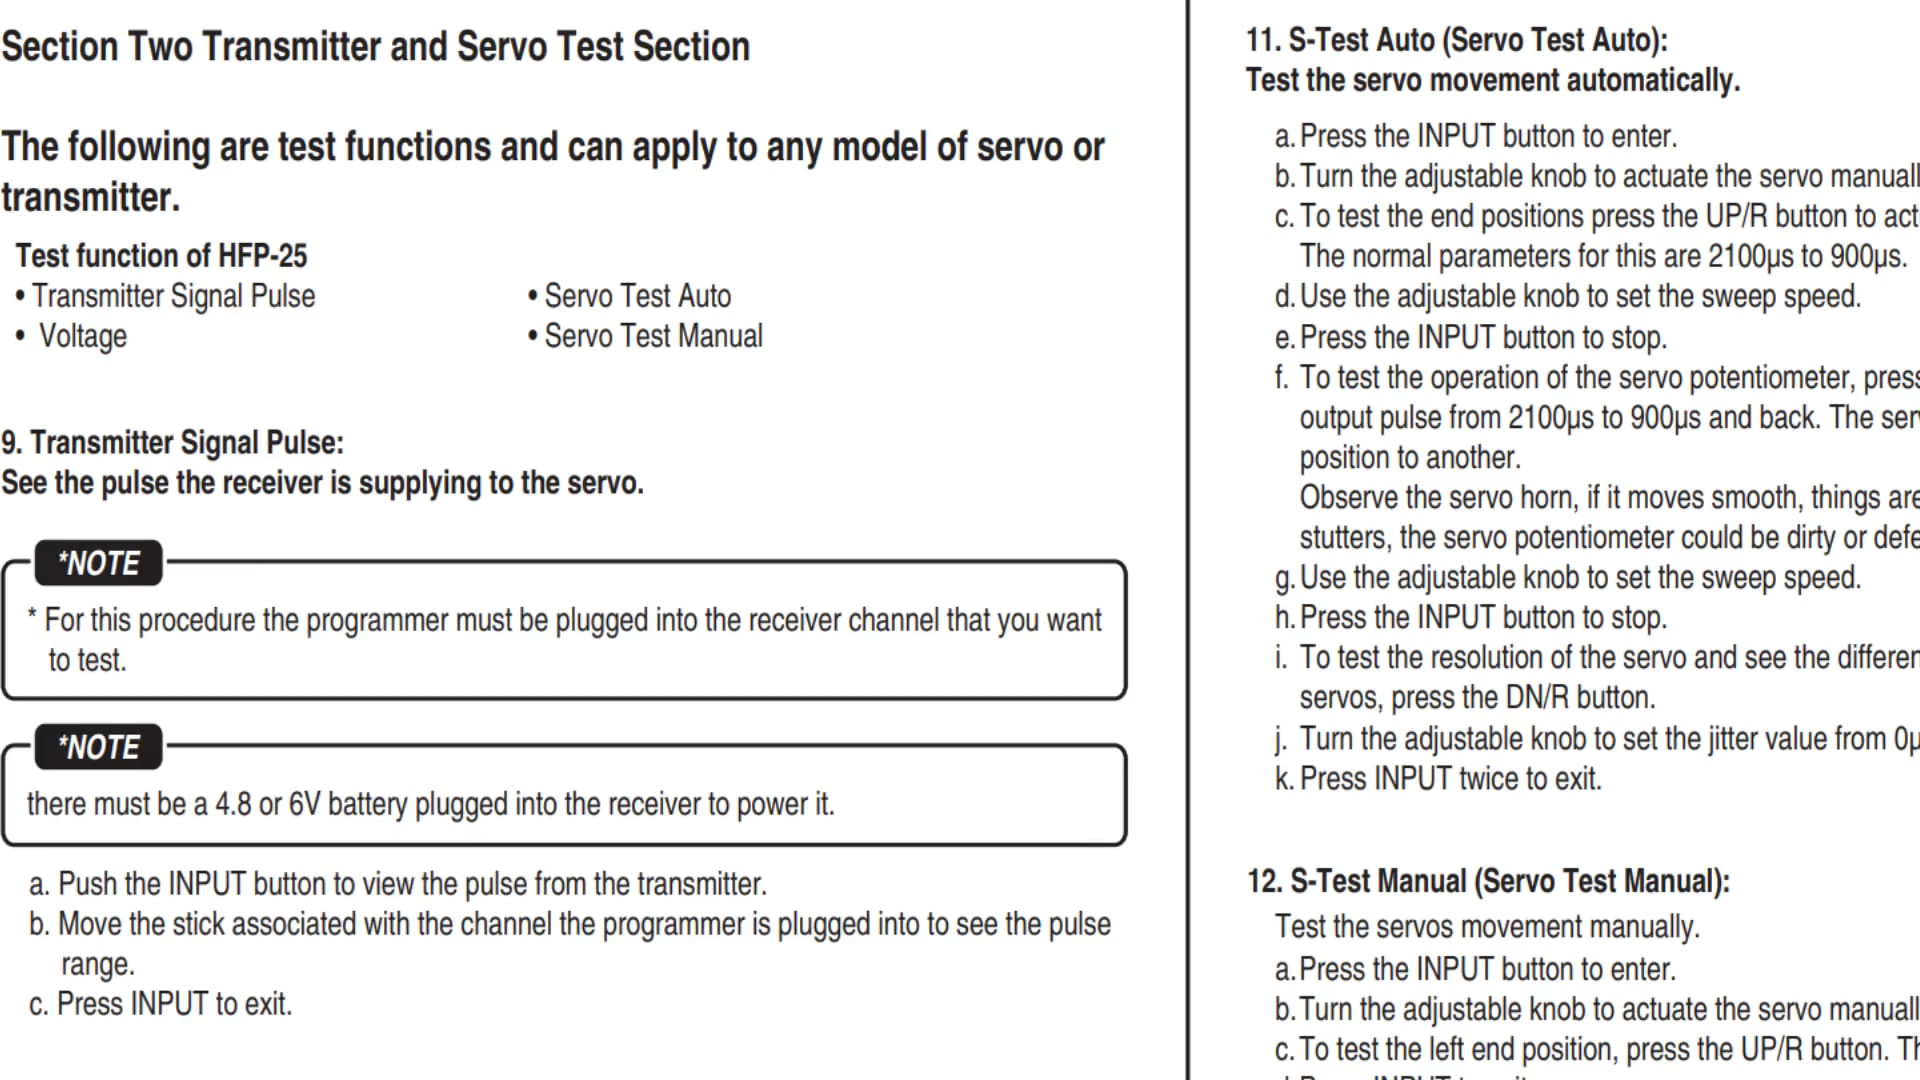 Section Two Transmitter and Servo Test Section
The following are test functions and can apply to any model of servo or
transmitter.
Test function of HFP-25
• Transmitter Signal Pulse
• Voltage
• Servo Test Auto
• Servo Test Manual
9. Transmitter Signal Pulse:
See the pulse the receiver is supplying to the servo.
*NOTE
* For this procedure the programmer must be plugged into the receiver channel that you want
to test.
*NOTE
there must be a 4.8 or 6V battery plugged into the receiver to power it.
a. Push the INPUT button to view the pulse from the transmitter.
b. Move the stick associated with the channel the programmer is plugged into to see the pulse
range.
c. Press INPUT to exit.
11. S-Test Auto (Servo Test Auto):
Test the servo movement automatically.
a. Press the INPUT button to enter.
b. Turn the adjustable knob to actuate the servo
c. To test the end positions press the UP/R button to
The normal parameters for this are 2100µs to 900µs.
d. Use the adjustable knob to set the sweep speed.
e. Press the INPUT button to stop.
f. To test the operation of the servo potentiometer,
output pulse from 2100µs to 900µs and back. The
position to another.
Observe the servo horn, if it moves smooth, things
stutters, the servo potentiometer could be dirty or
g. Use the adjustable knob to set the sweep speed.
h. Press the INPUT button to stop.
i. To test the resolution of the servo and see the
servos, press the DN/R button.
j. Turn the adjustable knob to set the jitter value from
k. Press INPUT twice to exit.
12. S-Test Manual (Servo Test Manual):
Test the servos movement manually.
a. Press the INPUT button to enter.
b. Turn the adjustable knob to actuate the servo
c. To test the left end position, press the UP/R button.